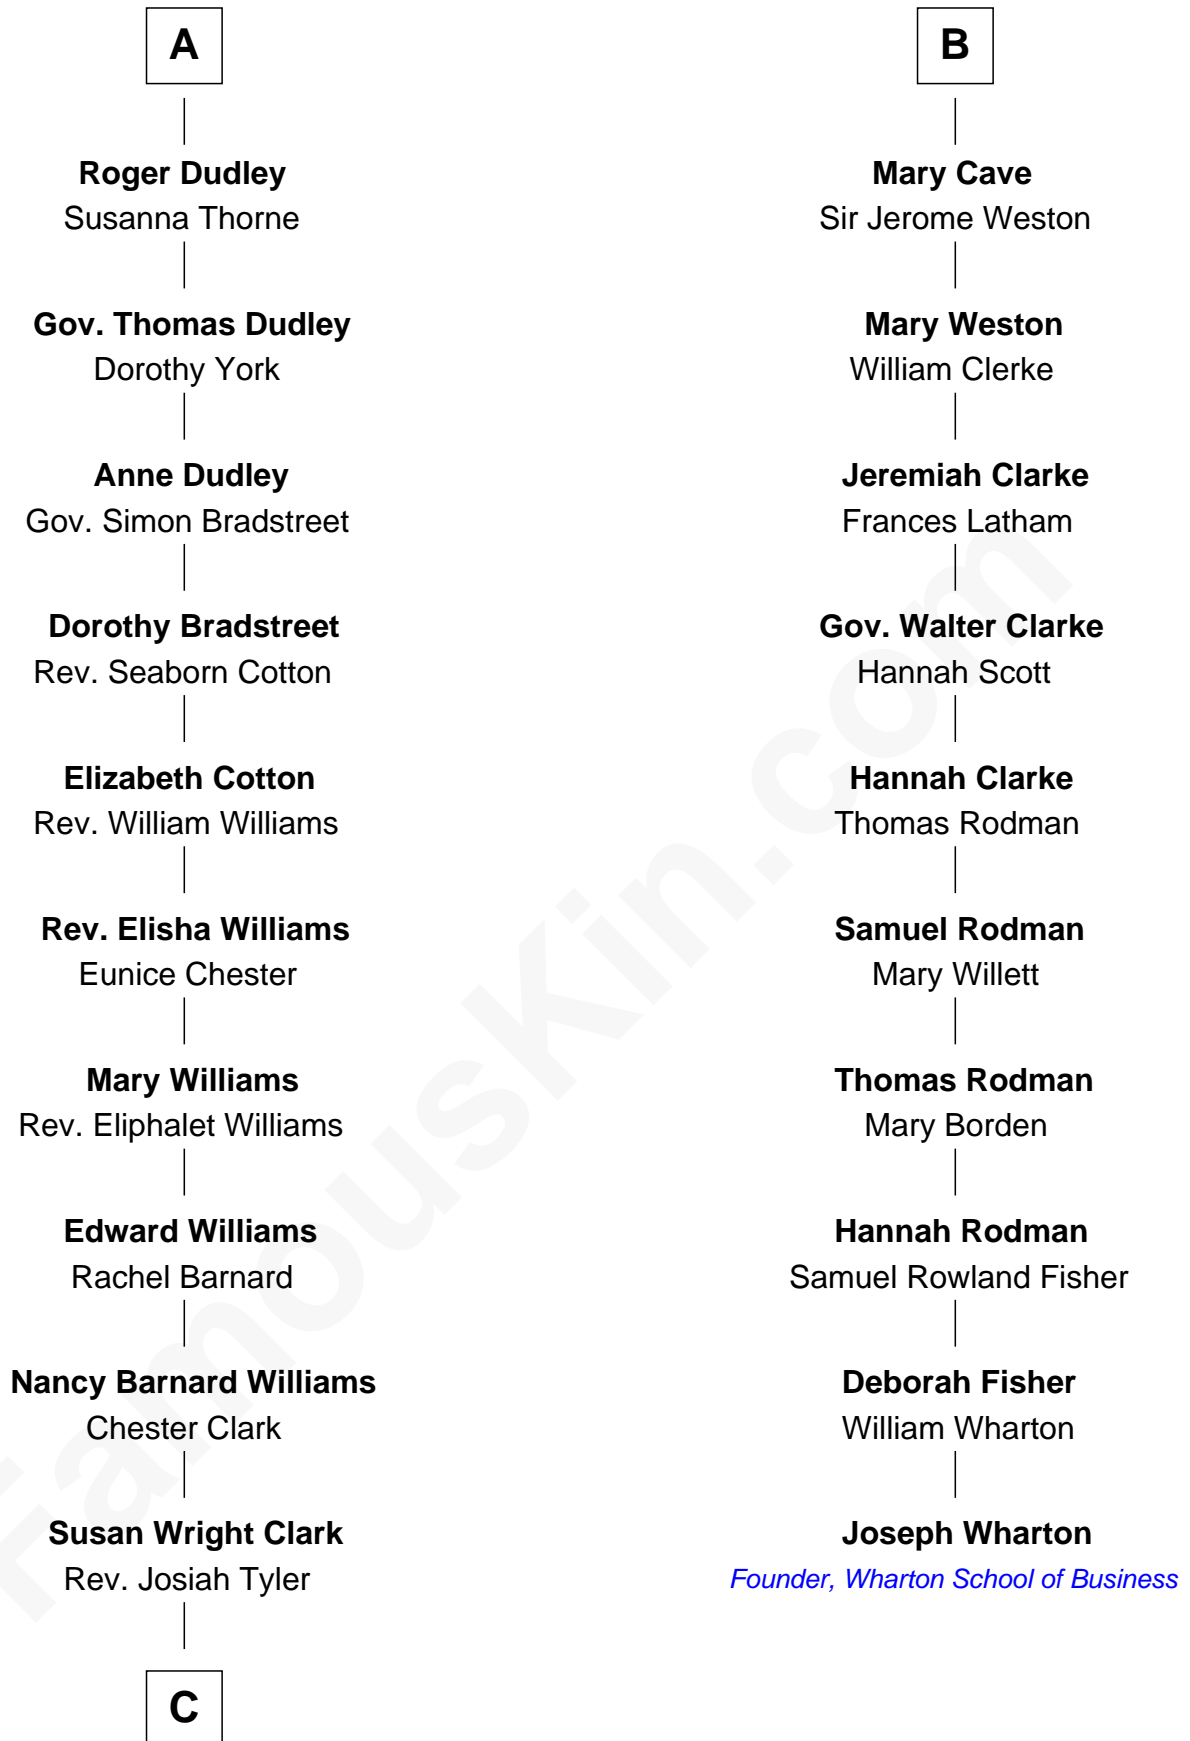 A
Roger Dudley
Susanna Thorne
Gov. Thomas Dudley
Dorothy York
Anne Dudley
Gov. Simon Bradstreet
Dorothy Bradstreet
Rev. Seaborn Cotton
Elizabeth Cotton
Rev. William Williams
Rev. Elisha Williams
Eunice Chester
Mary Williams
Rev. Eliphalet Williams
Edward Williams
Rachel Barnard
Nancy Barnard Williams
Chester Clark
Susan Wright Clark
Rev. Josiah Tyler
C
B
Mary Cave
Sir Jerome Weston
Mary Weston
William Clerke
Jeremiah Clarke
Frances Latham
Gov. Walter Clarke
Hannah Scott
Hannah Clarke
Thomas Rodman
Samuel Rodman
Mary Willett
Thomas Rodman
Mary Borden
Hannah Rodman
Samuel Rowland Fisher
Deborah Fisher
William Wharton
Joseph Wharton
Founder, Wharton School of Business
FamousKin.com